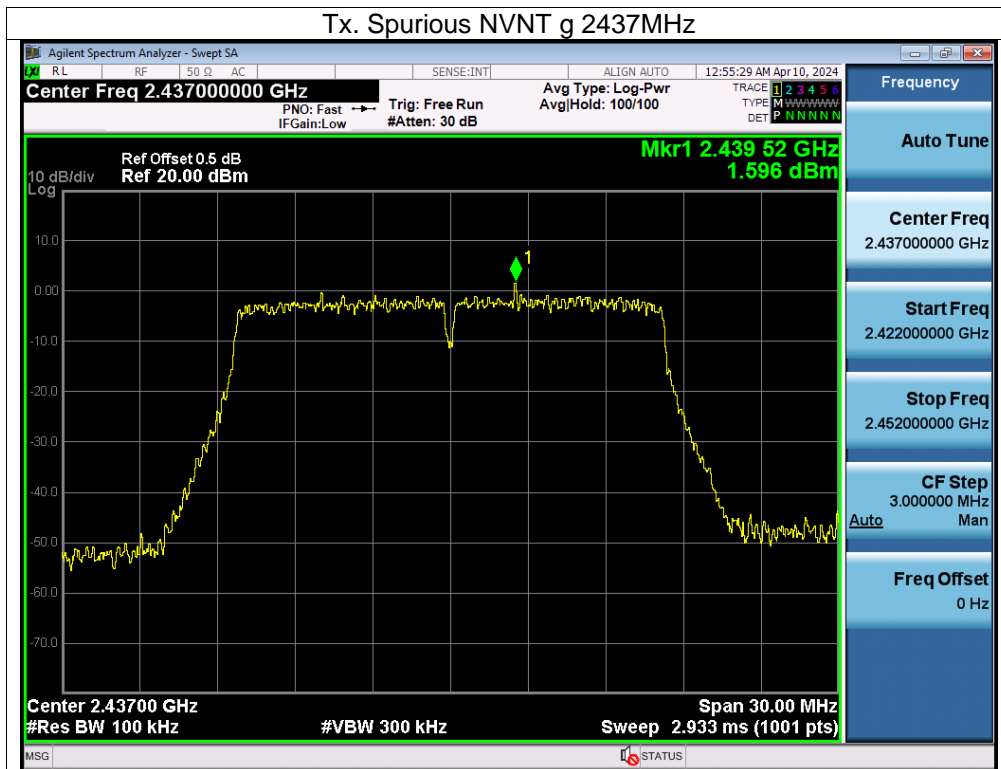 Tx. Spurious NVNT g 2437MHz
Agilent Spectrum Analyzer - Swept SA
LXI RL RF 50 Ω AC SENSE:INT ALIGN AUTO 12:55:29 AM Apr 10, 2024
Center Freq 2.437000000 GHz
PNO: Fast
IFGain:Low
Trig: Free Run
#Atten: 30 dB
Avg Type: Log-Pwr
Avg|Hold: 100/100
TRACE 1 2 3 4 5 6
TYPE M WWWWW
DET P N N N N N
Mkr1 2.439 52 GHz
1.596 dBm
Ref Offset 0.5 dB
10 dB/div Ref 20.00 dBm
Log
10.0
0.00
-10.0
-20.0
-30.0
-40.0
-50.0
-60.0
-70.0
1
Center 2.43700 GHz Span 30.00 MHz
#Res BW 100 kHz #VBW 300 kHz Sweep 2.933 ms (1001 pts)
MSG STATUS
Frequency
Auto Tune
Center Freq
2.437000000 GHz
Start Freq
2.422000000 GHz
Stop Freq
2.452000000 GHz
CF Step
3.000000 MHz
Auto Man
Freq Offset
0 Hz